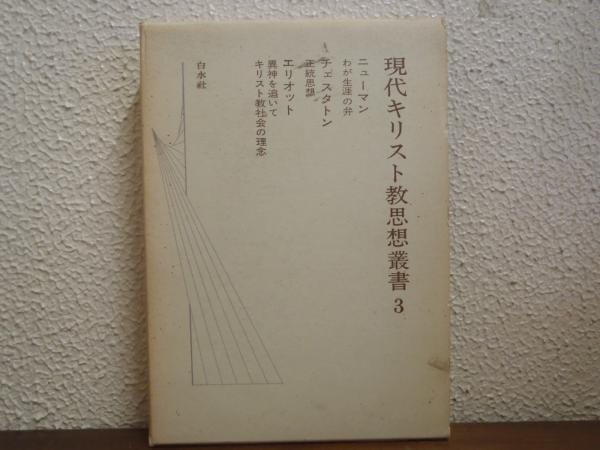 現代キリスト教思想叢書 3
ニューマン
わが生涯の弁
チェスタトン
正統思想
エリオット
異神を追いて
キリスト教社会の理念
白水社